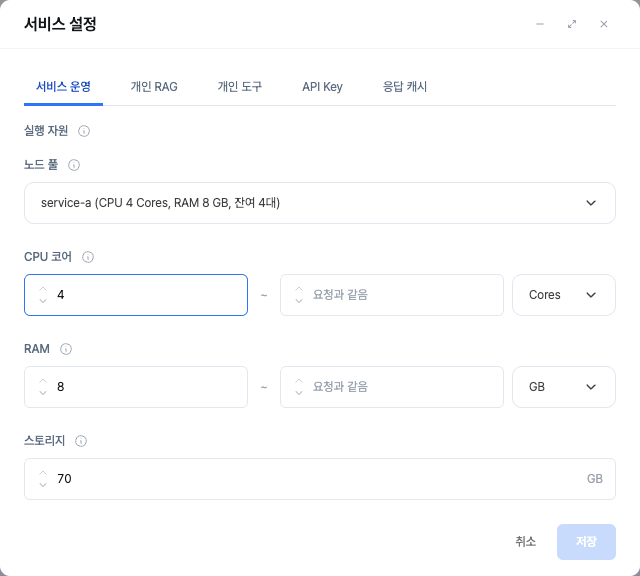 서비스 설정
서비스 운영 개인 RAG 개인 도구 API Key 응답 캐시
실행 자원
노드 풀
service-a (CPU 4 Cores, RAM 8 GB, 잔여 4대)
CPU 코어
4 ~ 요청과 같음 Cores
RAM
8 ~ 요청과 같음 GB
스토리지
70 GB
취소 저장